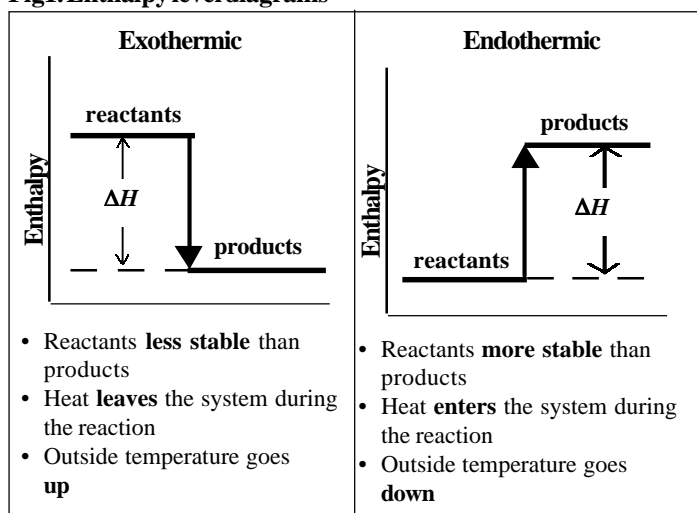 Fig1. Enthalpy level diagrams
Exothermic
Enthalpy
reactants
ΔH
products
• Reactants less stable than
products
• Heat leaves the system during
the reaction
• Outside temperature goes
up
Endothermic
Enthalpy
products
ΔH
reactants
• Reactants more stable than
products
• Heat enters the system during
the reaction
• Outside temperature goes
down